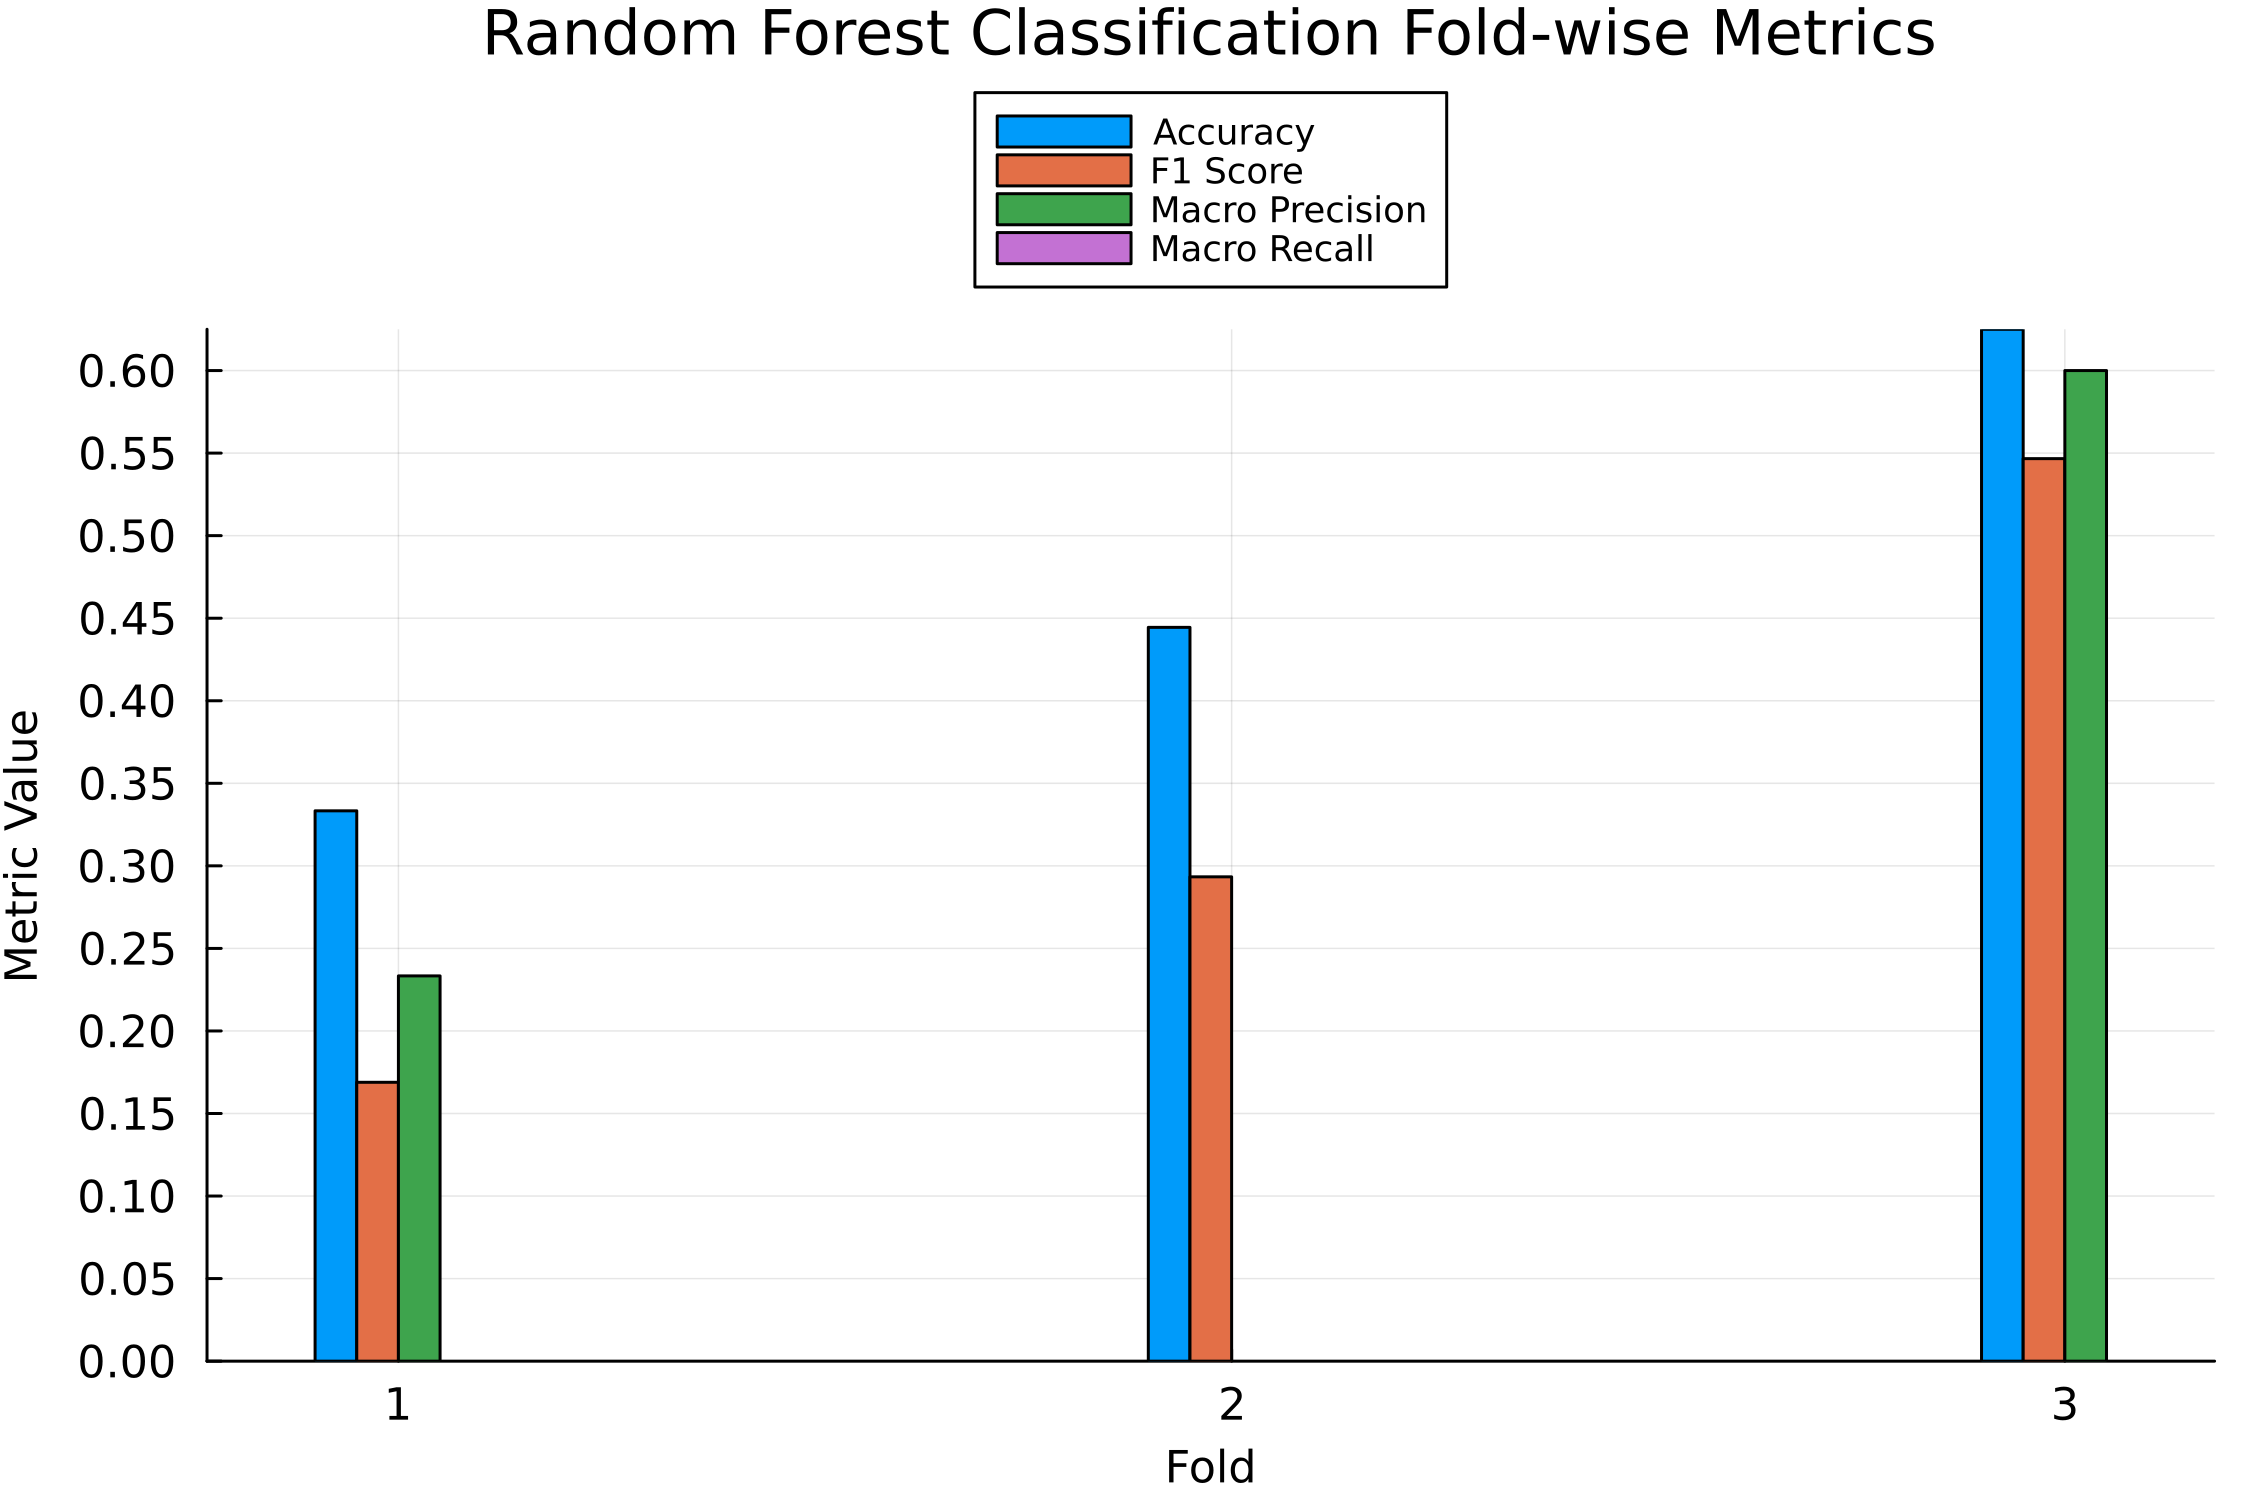 Random Forest Classification Fold-wise Metrics
Accuracy
F1 Score
Macro Precision
Macro Recall
0.60
0.55
0.50
0.45
0.40
0.35
0.30
0.25
0.20
0.15
0.10
0.05
0.00
Metric Value
1 2 3
Fold